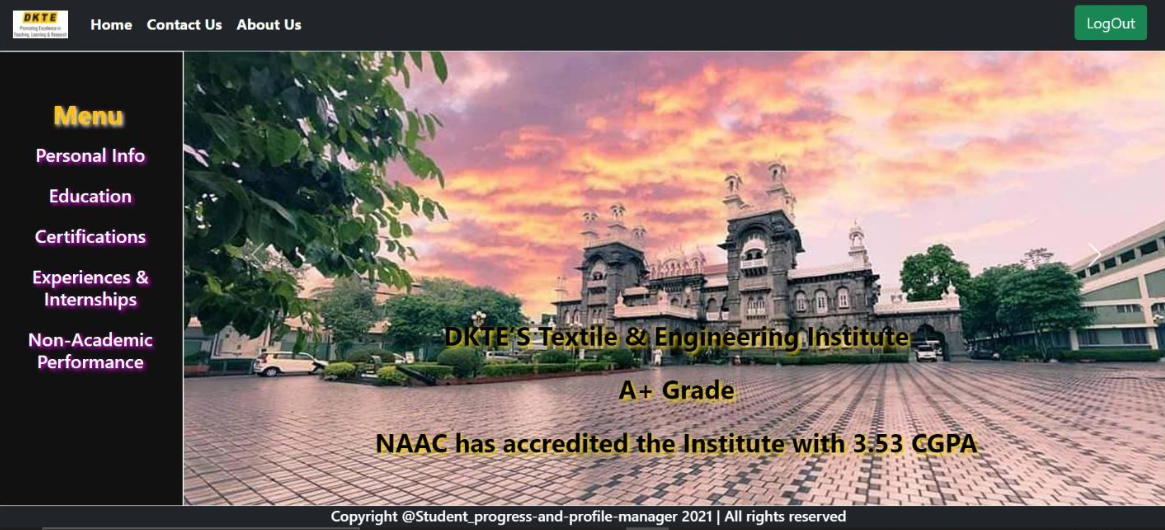 DKTE
Promoting Excellence in
Teaching, Learning & Research
Home Contact Us About Us
LogOut
Menu
Personal Info
Education
Certifications
Experiences &
Internships
Non-Academic
Performance
DKTE'S Textile & Engineering Institute
A+ Grade
NAAC has accredited the Institute with 3.53 CGPA
Copyright @Student_progress-and-profile-manager 2021 | All rights reserved